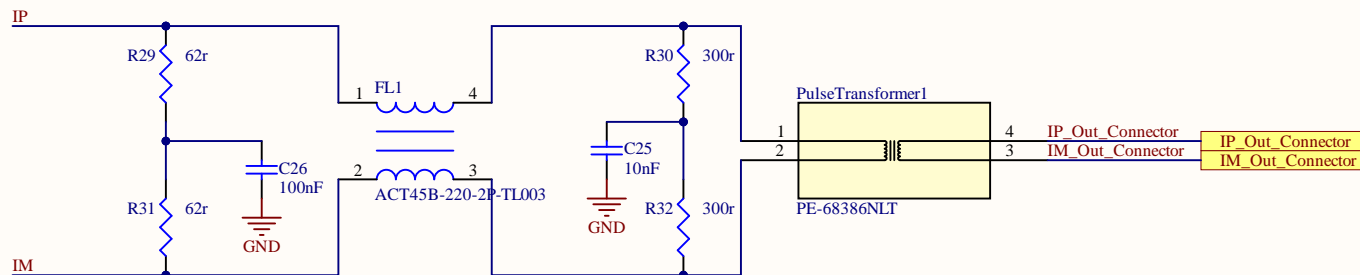 IP
R29 62r
FL1
1 4
R30 300r
PulseTransformer1
1 4 IP_Out_Connector IP_Out_Connector
2 3 IM_Out_Connector IM_Out_Connector
C26
100nF
C25
10nF
2 3
ACT45B-220-2P-TL003
R31 62r
R32 300r
PE-68386NLT
GND
GND
IM